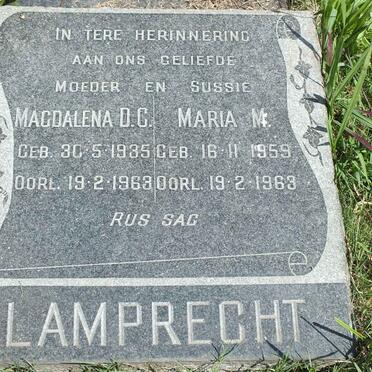 IN TERE HERINNERING
AAN ONS GELIEFDE
MOEDER EN SUSSIE
MAGDALENA D.G. MARIA M.
GEB. 30-5-1935 GEB. 16-11-1959
OORL. 19-2-1963 OORL. 19-2-1963
RUS SAG
LAMPRECHT